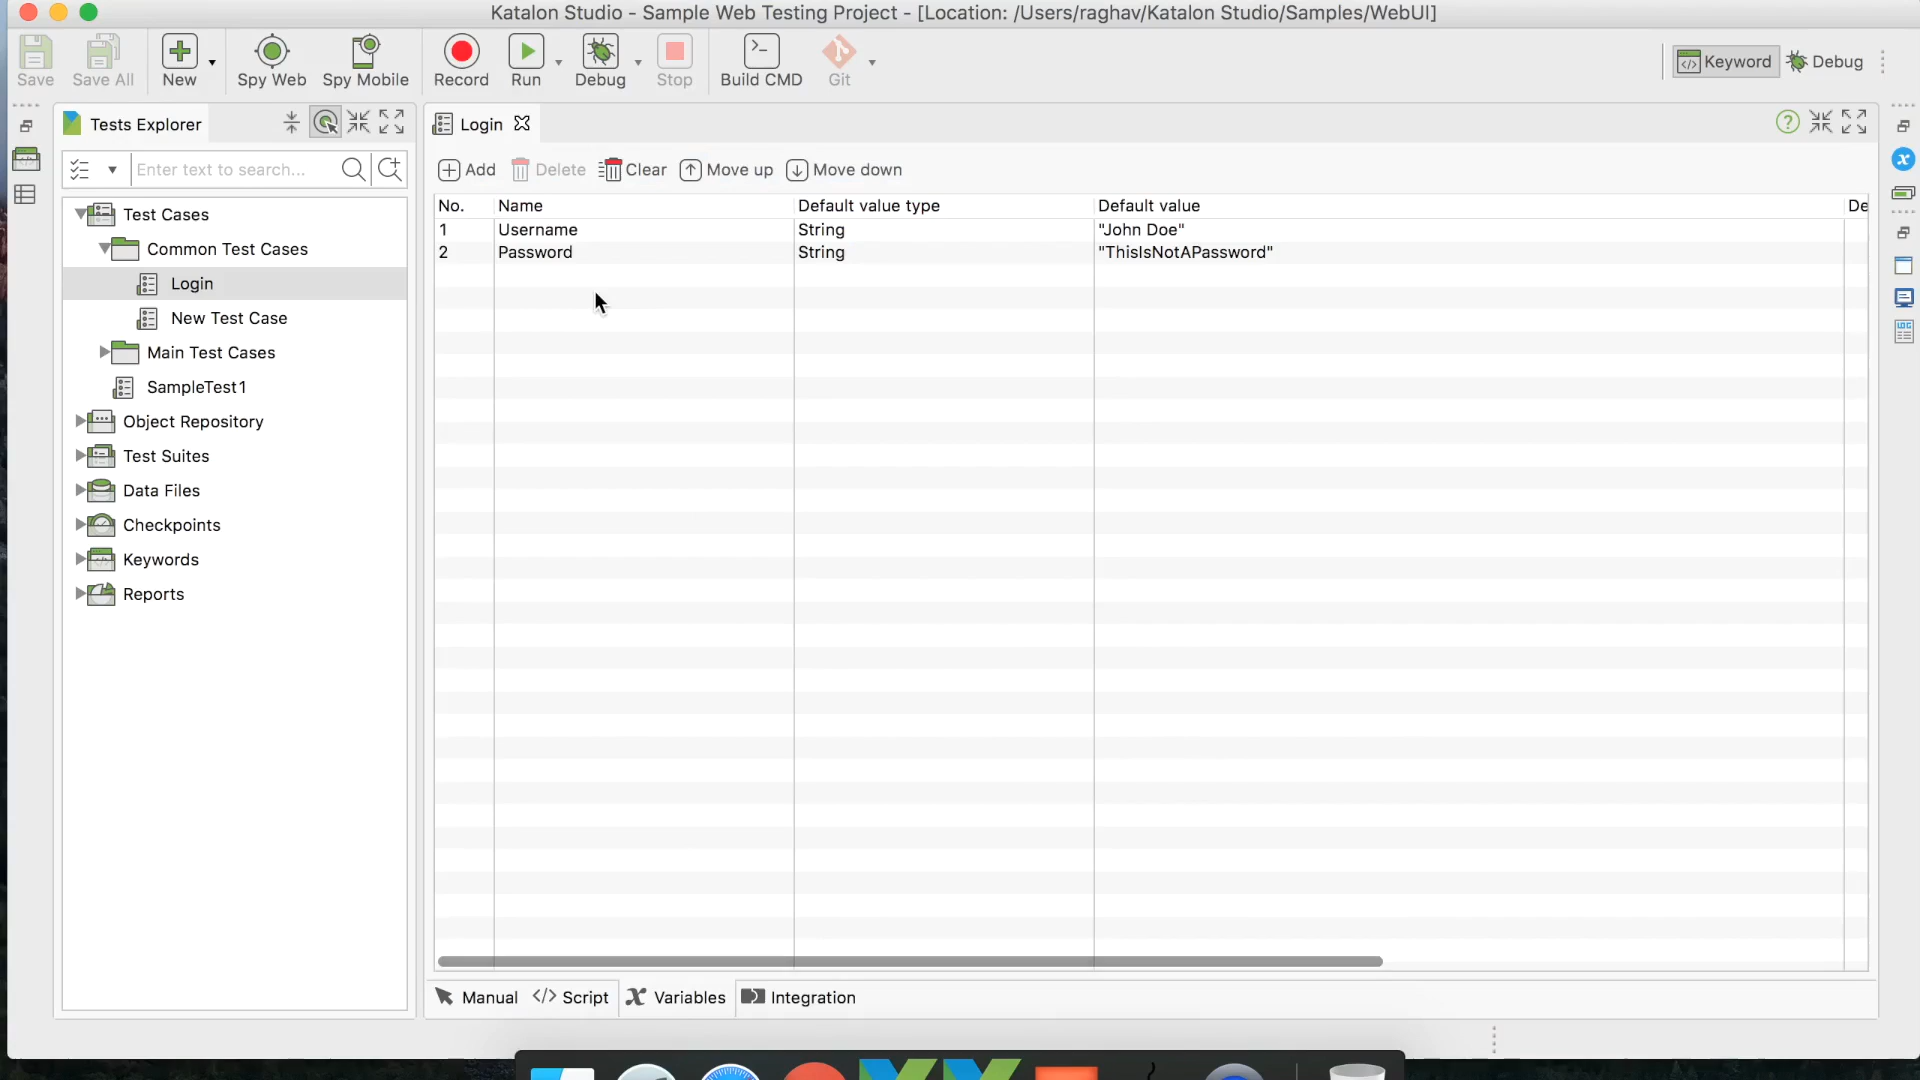 Katalon Studio - Sample Web Testing Project - [Location: /Users/raghav/Katalon Studio/Samples/WebUI]
Save Save All New Spy Web Spy Mobile Record Run Debug Stop Build CMD Git Keyword Debug
Tests Explorer
Login
Enter text to search...
Add Delete Clear Move up Move down
No. Name Default value type Default value De
1 Username String "John Doe"
2 Password String "ThisIsNotAPassword"
Test Cases
Common Test Cases
Login
New Test Case
Main Test Cases
SampleTest1
Object Repository
Test Suites
Data Files
Checkpoints
Keywords
Reports
LOG
Manual </> Script Variables Integration